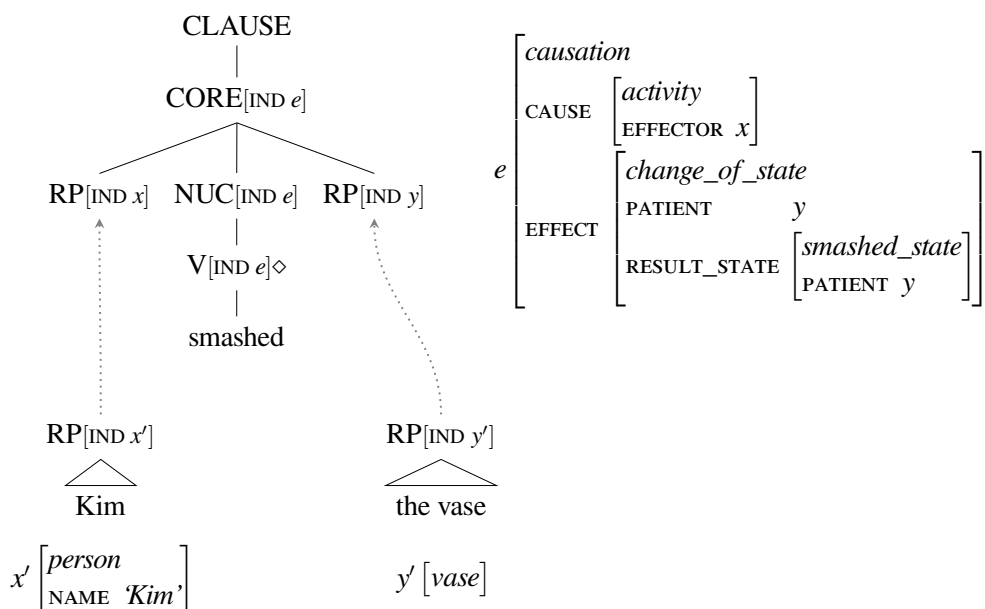 CLAUSE
CORE[IND e]
RP[IND x] NUC[IND e] RP[IND y]
V[IND e]◇
smashed
RP[IND x′] RP[IND y′]
Kim the vase
x′ [person
NAME ‘Kim’]
y′ [vase]
e [causation
CAUSE [activity
EFFECTOR x]
EFFECT [change_of_state
PATIENT y
RESULT_STATE [smashed_state
PATIENT y]]]